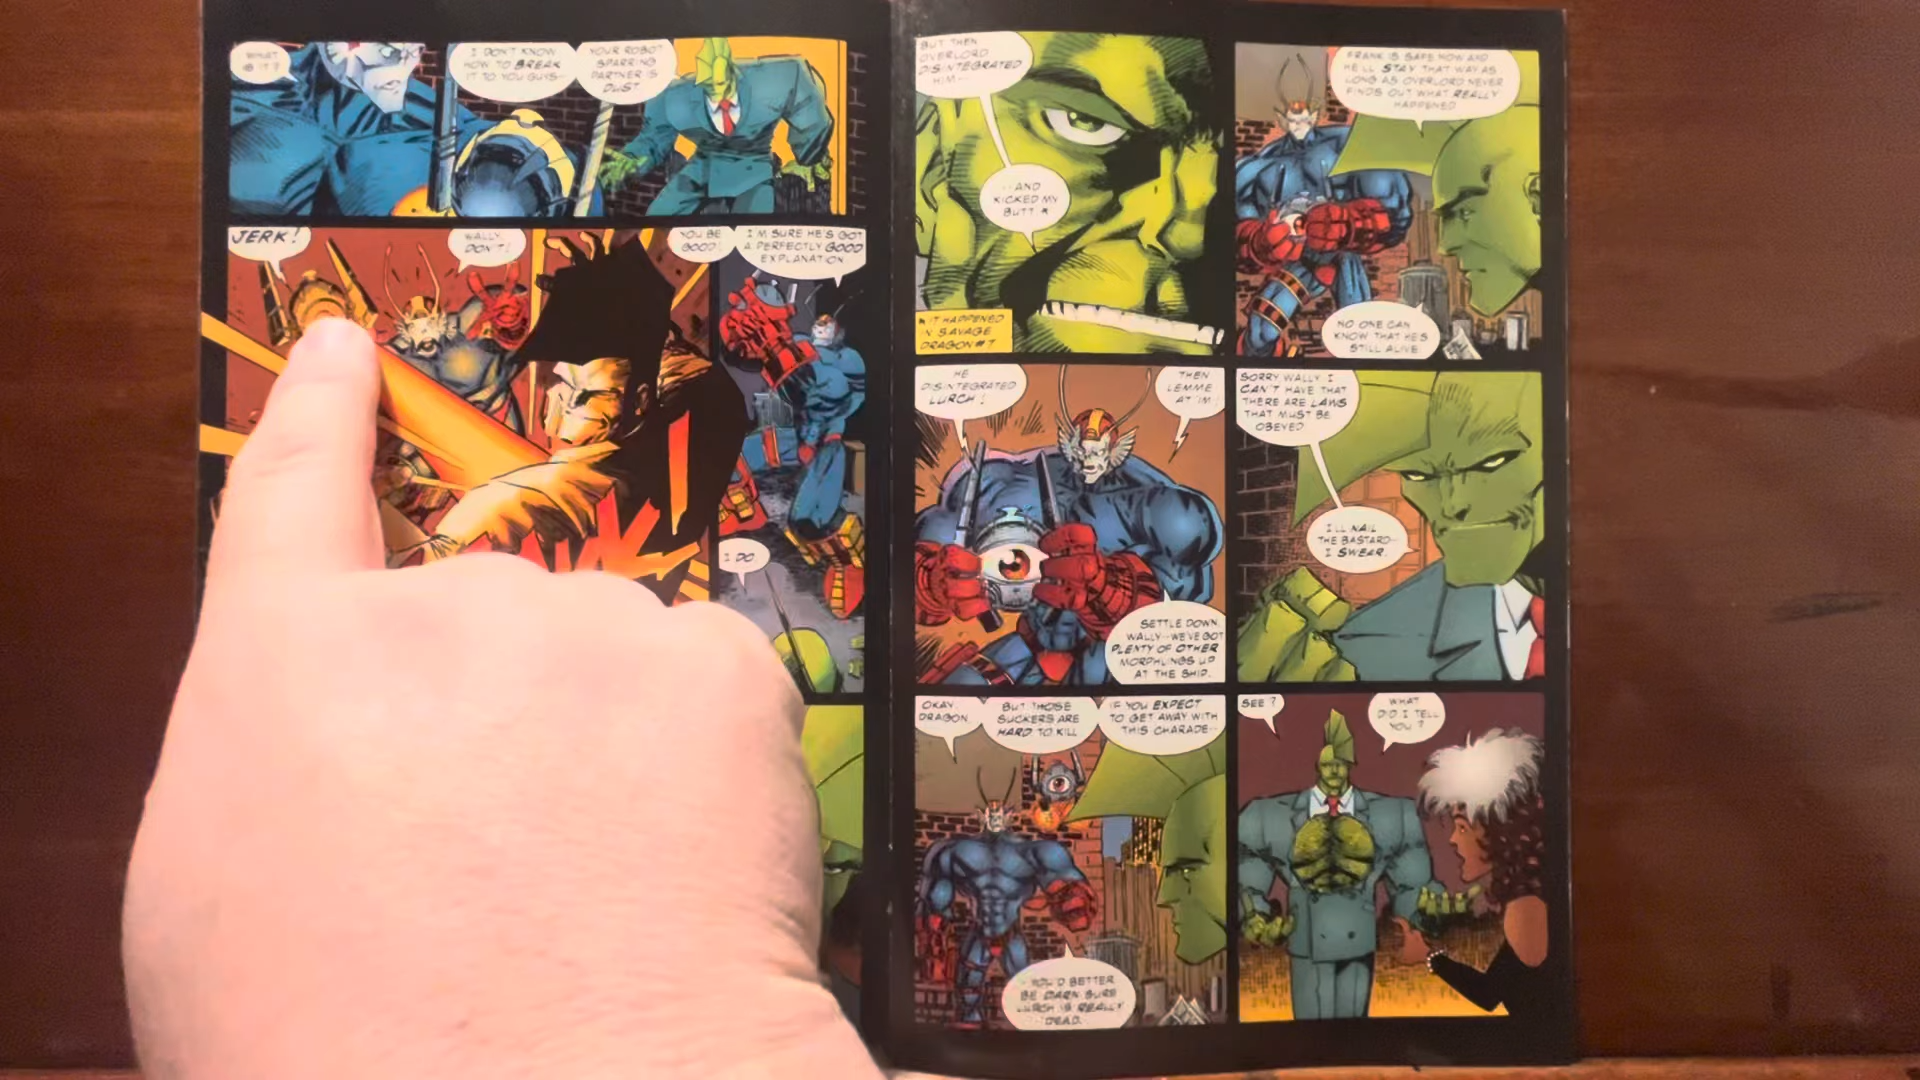 WHAT
IS IT?
I DON'T KNOW
HOW TO BREAK
IT TO YOU GUYS--
YOUR ROBOT
SPARRING
PARTNER IS
DUST.
JERK!
WALLY,
DON'T!
YOU BE
GOOD!
I'M SURE HE'S GOT
A PERFECTLY GOOD
EXPLANATION.
I DO.
BUT THEN
OVERLORD
DISINTEGRATED
HIM--
--AND
KICKED MY
BUTT.*
* IT HAPPENED
IN SAVAGE
DRAGON #7
FRANK IS SAFE NOW AND
HE'LL STAY THAT WAY AS
LONG AS OVERLORD NEVER
FINDS OUT WHAT REALLY
HAPPENED.
NO ONE CAN
KNOW THAT HE'S
STILL ALIVE.
HE
DISINTEGRATED
LURCH!
THEN
LEMME
AT 'IM!
SETTLE DOWN,
WALLY--WE'VE GOT
PLENTY OF OTHER
MORPHLINGS UP
AT THE SHIP.
SORRY WALLY. I
CAN'T HAVE THAT.
THERE ARE LAWS
THAT MUST BE
OBEYED.
I'LL NAIL
THE BASTARD--
I SWEAR.
OKAY,
DRAGON.
BUT THOSE
SUCKERS ARE
HARD TO KILL.
IF YOU EXPECT
TO GET AWAY WITH
THIS CHARADE--
--YOU'D BETTER
BE DARN SURE
LURCH IS REALLY
DEAD.
SEE?
WHAT
DID I TELL
YOU?